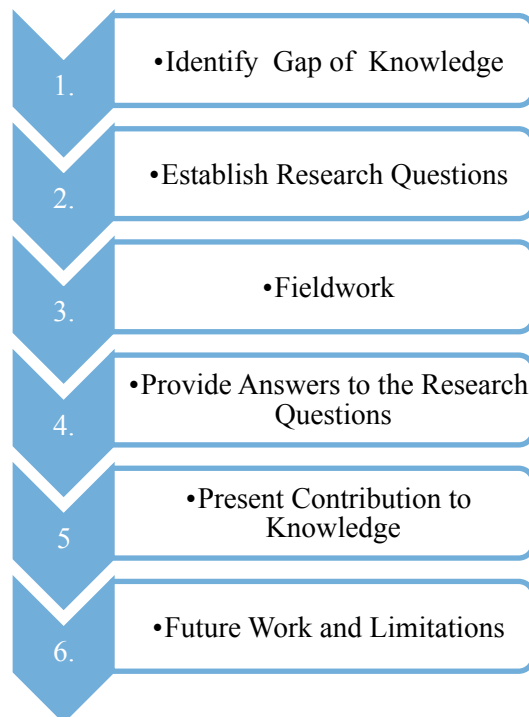 1.
•Identify  Gap of  Knowledge
2.
•Establish Research Questions
3.
•Fieldwork
4.
•Provide Answers to the Research
Questions
5
•Present Contribution to
Knowledge
6.
•Future Work and Limitations